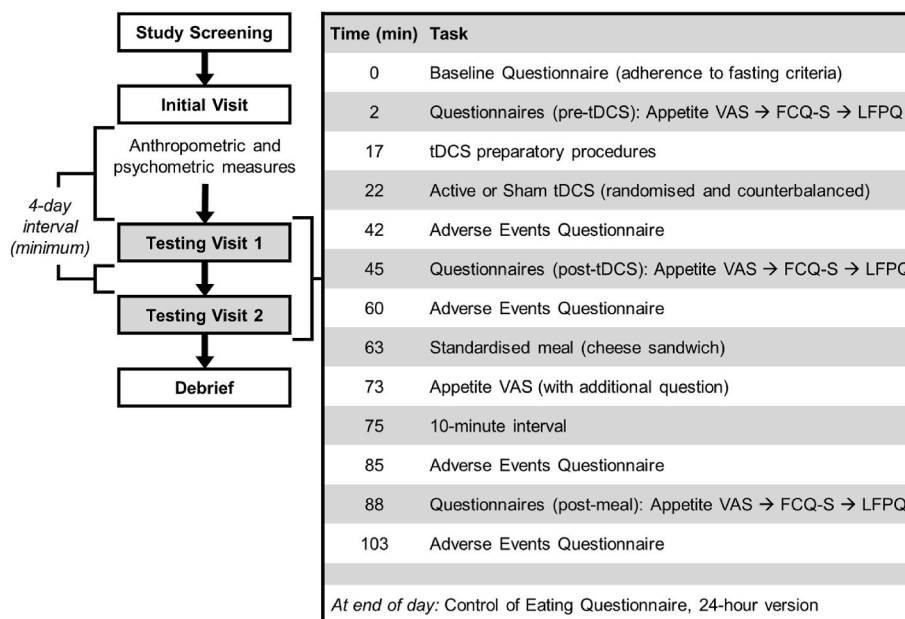 Study Screening
Initial Visit
Anthropometric and
psychometric measures
4-day
interval
(minimum)
Testing Visit 1
Testing Visit 2
Debrief
Time (min) Task
0 Baseline Questionnaire (adherence to fasting criteria)
2 Questionnaires (pre-tDCS): Appetite VAS → FCQ-S → LFPQ
17 tDCS preparatory procedures
22 Active or Sham tDCS (randomised and counterbalanced)
42 Adverse Events Questionnaire
45 Questionnaires (post-tDCS): Appetite VAS → FCQ-S → LFPQ
60 Adverse Events Questionnaire
63 Standardised meal (cheese sandwich)
73 Appetite VAS (with additional question)
75 10-minute interval
85 Adverse Events Questionnaire
88 Questionnaires (post-meal): Appetite VAS → FCQ-S → LFPQ
103 Adverse Events Questionnaire
At end of day: Control of Eating Questionnaire, 24-hour version